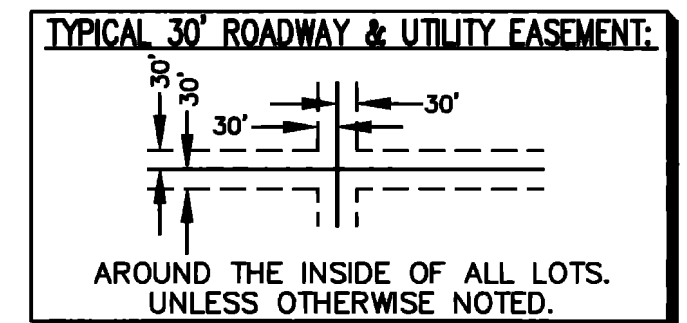 TYPICAL 30' ROADWAY & UTILITY EASEMENT:
30'
30'
30'
30'
AROUND THE INSIDE OF ALL LOTS.
UNLESS OTHERWISE NOTED.